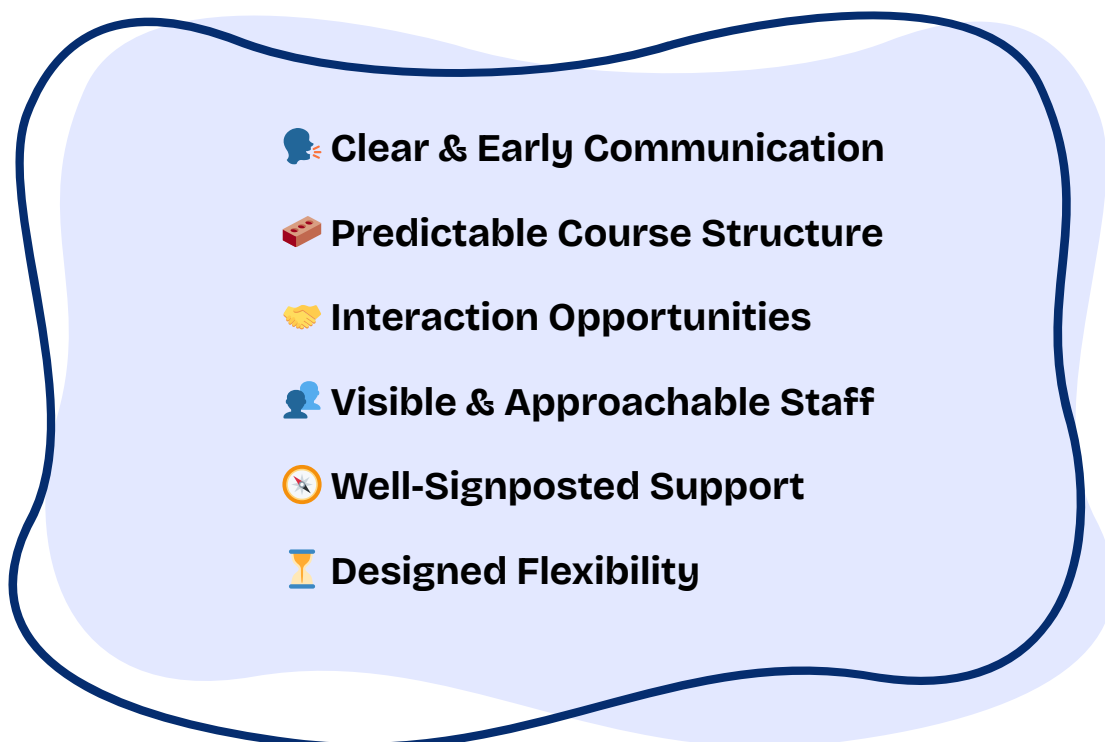 Clear & Early Communication
Predictable Course Structure
Interaction Opportunities
Visible & Approachable Staff
Well-Signposted Support
Designed Flexibility